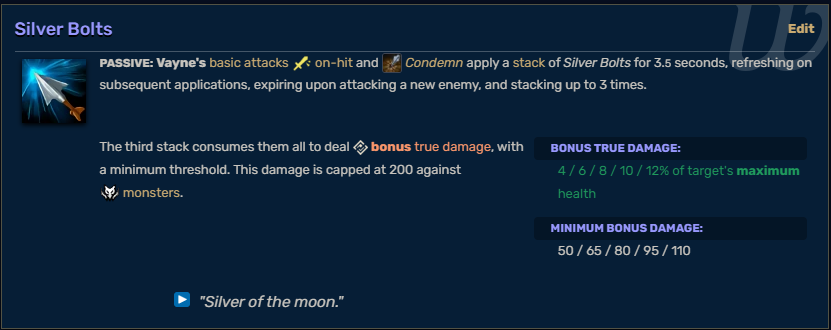 Silver Bolts
Edit
PASSIVE: Vayne's basic attacks on-hit and Condemn apply a stack of Silver Bolts for 3.5 seconds, refreshing on
subsequent applications, expiring upon attacking a new enemy, and stacking up to 3 times.
The third stack consumes them all to deal bonus true damage, with
a minimum threshold. This damage is capped at 200 against
monsters.
BONUS TRUE DAMAGE:
4 / 6 / 8 / 10 / 12% of target's maximum
health
MINIMUM BONUS DAMAGE:
50 / 65 / 80 / 95 / 110
"Silver of the moon."
W